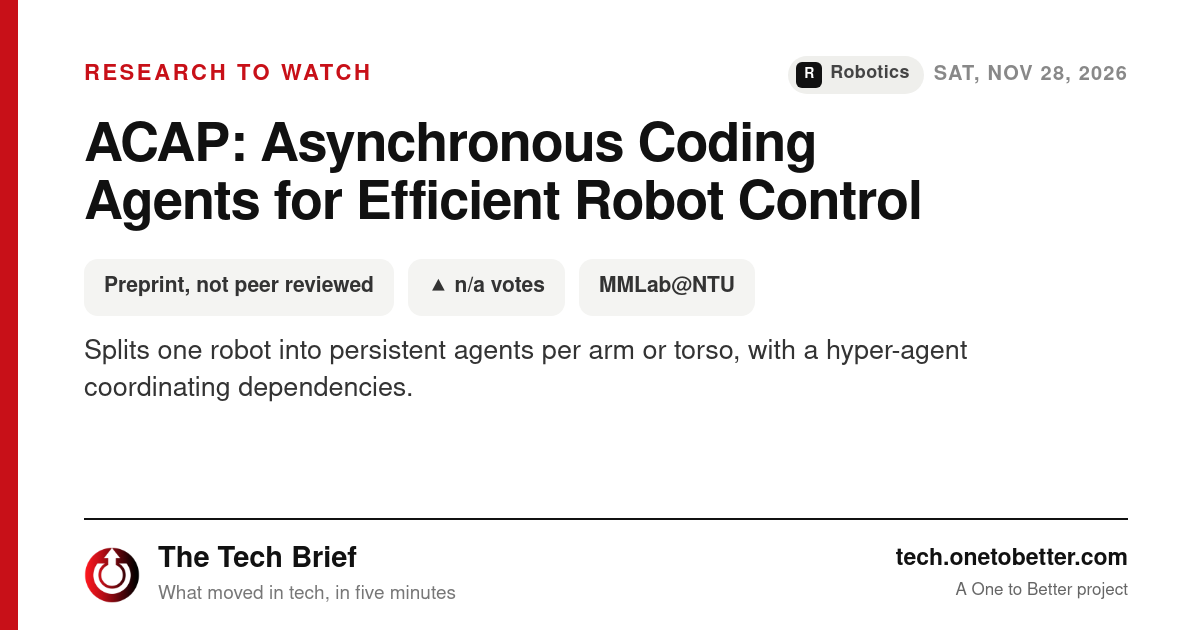 RESEARCH TO WATCH
R Robotics SAT, NOV 28, 2026
ACAP: Asynchronous Coding
Agents for Efficient Robot Control
Preprint, not peer reviewed
▲ n/a votes
MMLab@NTU
Splits one robot into persistent agents per arm or torso, with a hyper-agent
coordinating dependencies.
The Tech Brief
What moved in tech, in five minutes
tech.onetobetter.com
A One to Better project